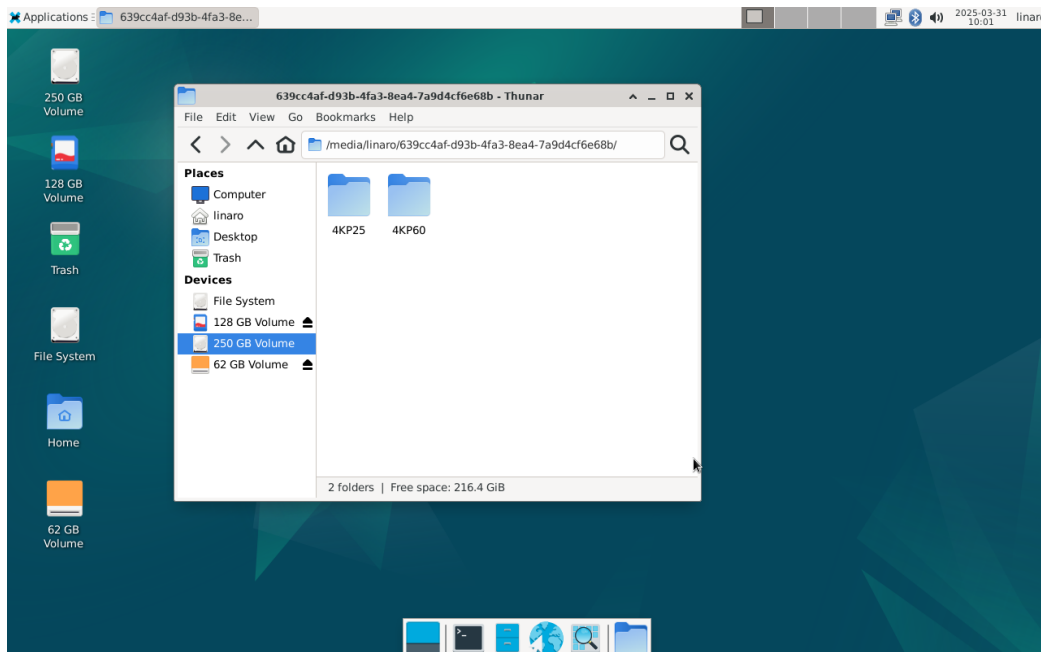 Applications
639cc4af-d93b-4fa3-8e...
2025-03-31
10:01
linar
250 GB
Volume
128 GB
Volume
Trash
File System
Home
62 GB
Volume
639cc4af-d93b-4fa3-8ea4-7a9d4cf6e68b - Thunar
File Edit View Go Bookmarks Help
/media/linaro/639cc4af-d93b-4fa3-8ea4-7a9d4cf6e68b/
Places
Computer
linaro
Desktop
Trash
Devices
File System
128 GB Volume
250 GB Volume
62 GB Volume
4KP25
4KP60
2 folders | Free space: 216.4 GiB